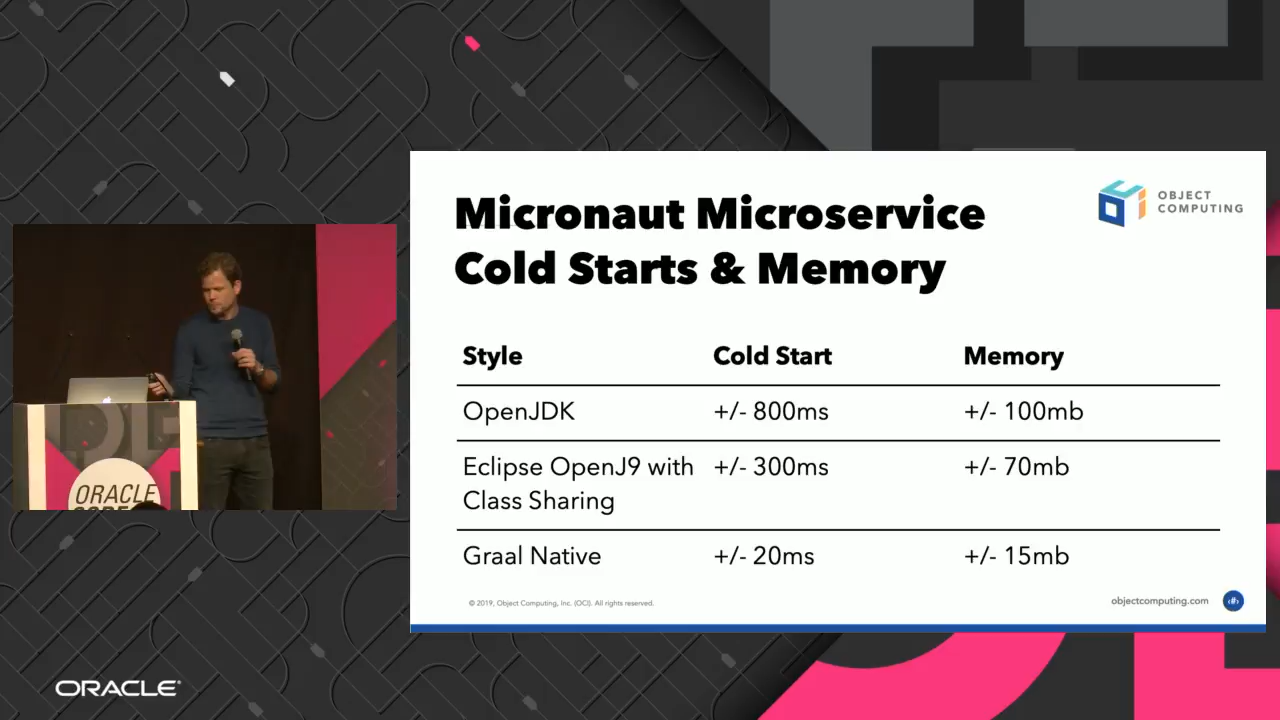 Micronaut Microservice
Cold Starts & Memory
OBJECT
COMPUTING
Style Cold Start Memory
OpenJDK +/- 800ms +/- 100mb
Eclipse OpenJ9 with +/- 300ms +/- 70mb
Class Sharing
Graal Native +/- 20ms +/- 15mb
© 2019, Object Computing, Inc. (OCI). All rights reserved.
objectcomputing.com
ORACLE
ORACLE